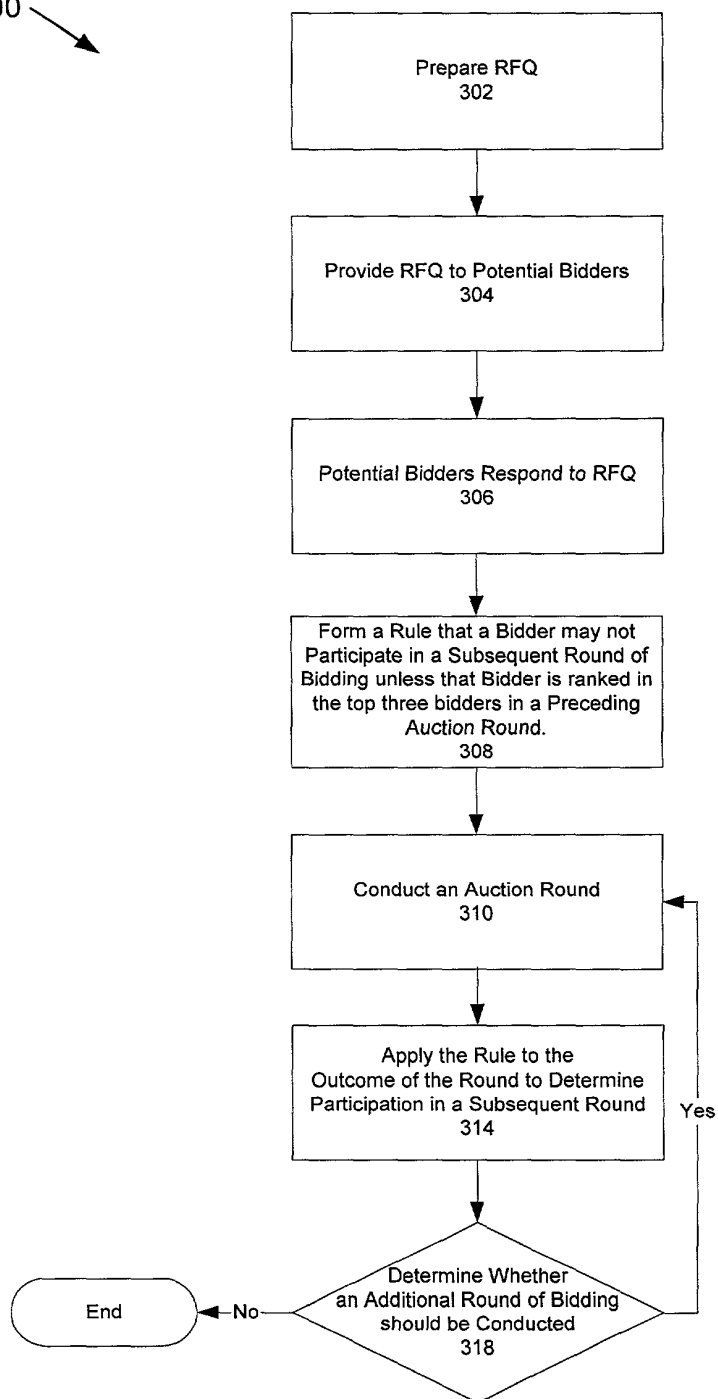 Prepare RFQ
302
Provide RFQ to Potential Bidders
304
Potential Bidders Respond to RFQ
306
Form a Rule that a Bidder may not
Participate in a Subsequent Round of
Bidding unless that Bidder is ranked in
the top three bidders in a Preceding
Auction Round.
308
Conduct an Auction Round
310
Apply the Rule to the
Outcome of the Round to Determine
Participation in a Subsequent Round
314
Yes
Determine Whether
an Additional Round of Bidding
should be Conducted
318
No
End